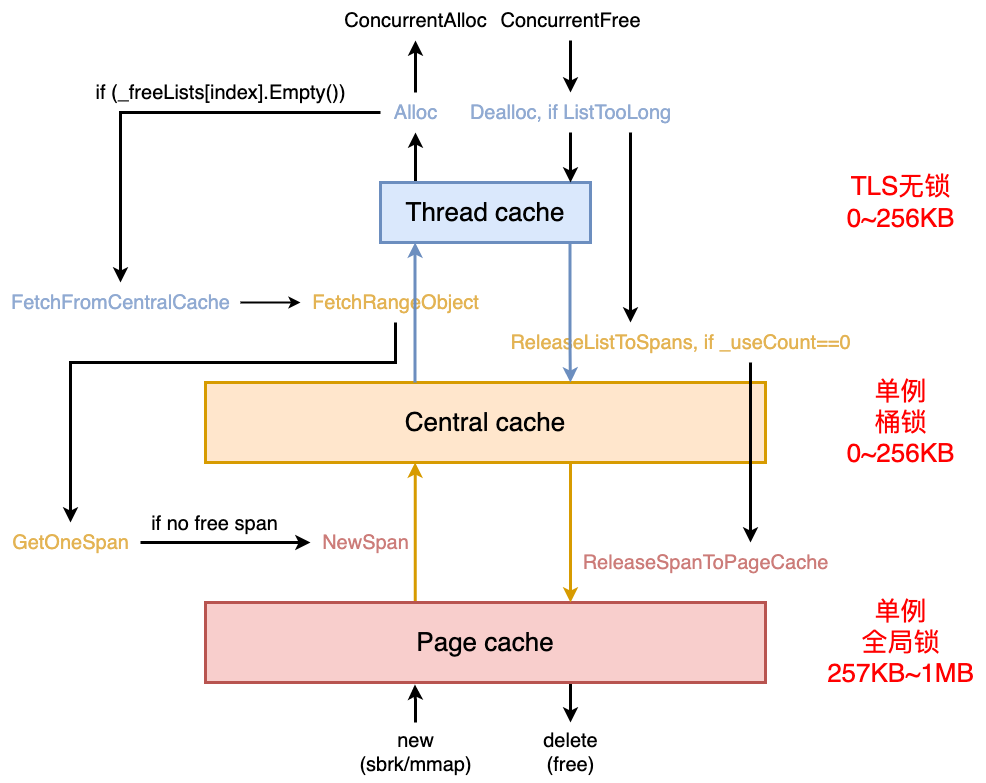 ConcurrentAlloc ConcurrentFree
if (_freeLists[index].Empty())
Alloc
Dealloc, if ListTooLong
TLS无锁
0~256KB
Thread cache
FetchFromCentralCache
FetchRangeObject
ReleaseListToSpans, if _useCount==0
单例
桶锁
0~256KB
Central cache
GetOneSpan
if no free span
NewSpan
ReleaseSpanToPageCache
单例
全局锁
257KB~1MB
Page cache
new
(sbrk/mmap)
delete
(free)